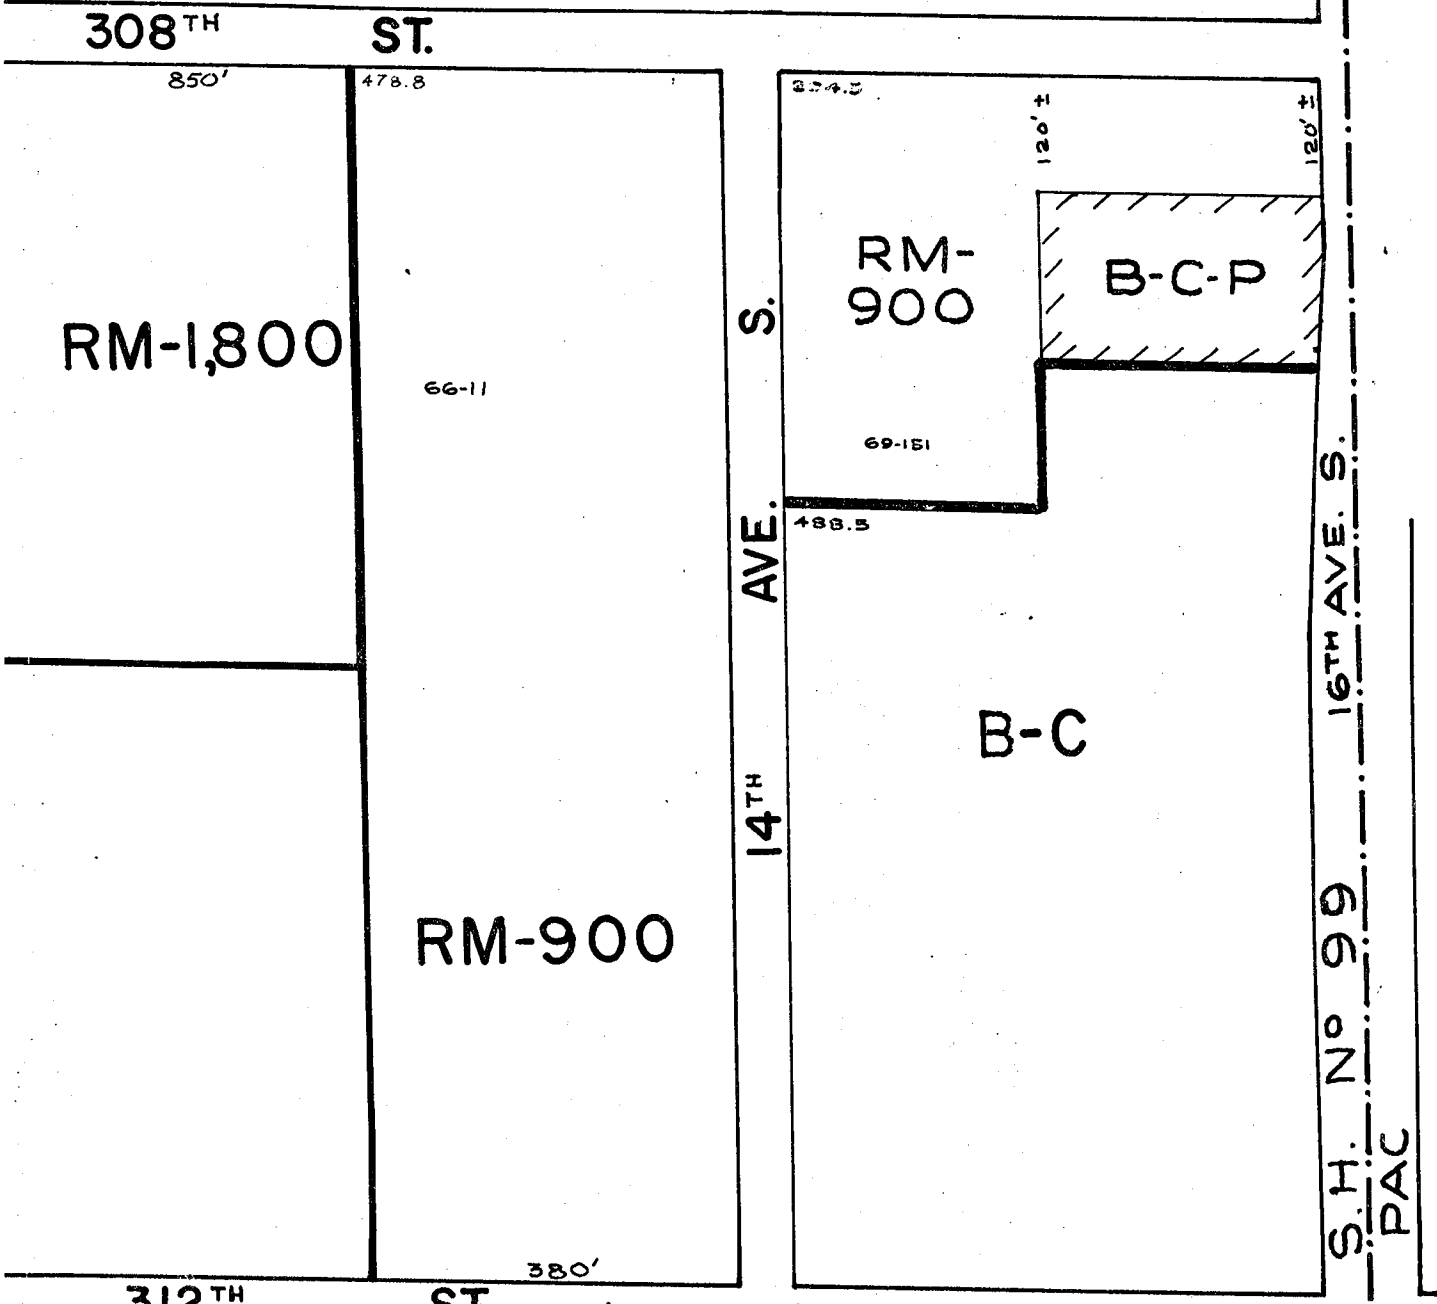 308TH ST.
850'
478.8
120' ±
120' ±
RM-
900
B-C-P
RM-1,800
66-11
69-151
488.5
14TH AVE. S.
16TH AVE. S.
B-C
RM-900
S. H. No 99
PAC
380'
312TH ST